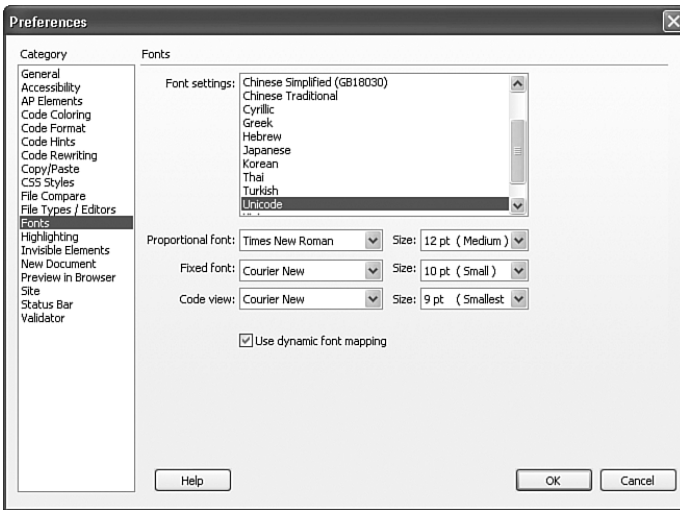 Preferences
Category
General
Accessibility
AP Elements
Code Coloring
Code Format
Code Hints
Code Rewriting
Copy/Paste
CSS Styles
File Compare
File Types / Editors
Fonts
Highlighting
Invisible Elements
New Document
Preview in Browser
Site
Status Bar
Validator
Fonts
Font settings:
Chinese Simplified (GB18030)
Chinese Traditional
Cyrillic
Greek
Hebrew
Japanese
Korean
Thai
Turkish
Unicode
Proportional font: Times New Roman Size: 12 pt ( Medium )
Fixed font: Courier New Size: 10 pt ( Small )
Code view: Courier New Size: 9 pt ( Smallest
Use dynamic font mapping
Help OK Cancel